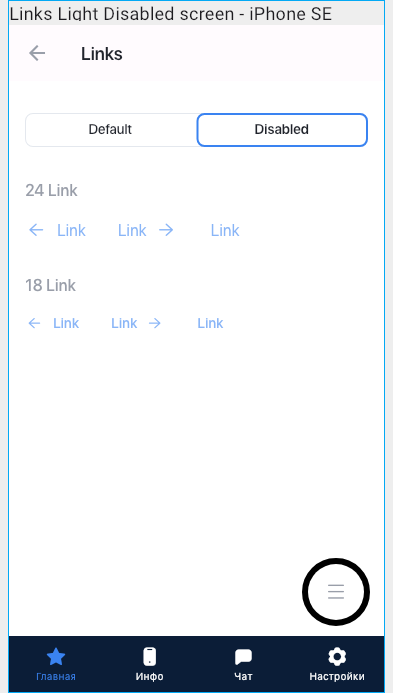 Links Light Disabled screen - iPhone SE
Links
Default Disabled
24 Link
Link Link Link
18 Link
Link Link Link
Главная Инфо Чат Настройки